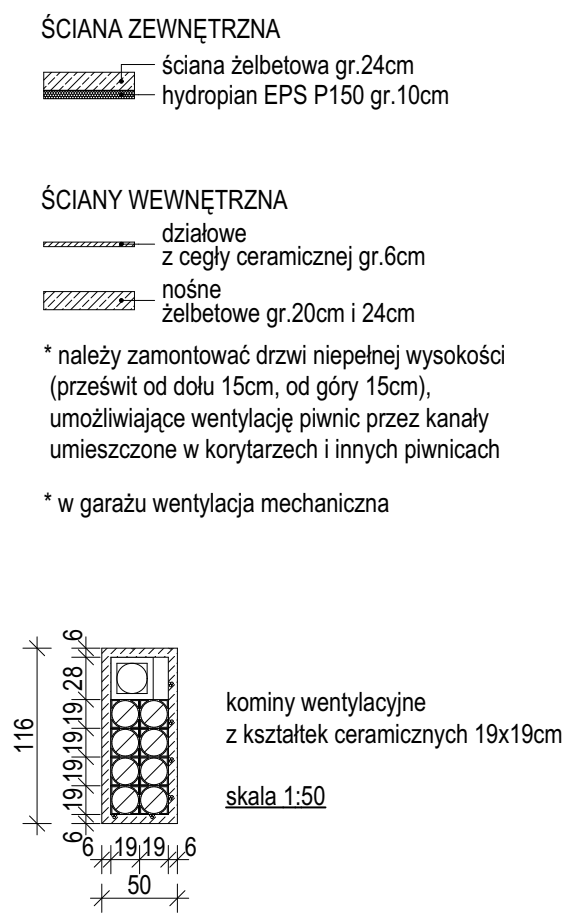 ŚCIANA ZEWNĘTRZNA
ściana żelbetowa gr.24cm
hydropian EPS P150 gr.10cm
ŚCIANY WEWNĘTRZNA
działowe
z cegły ceramicznej gr.6cm
nośne
żelbetowe gr.20cm i 24cm
* należy zamontować drzwi niepełnej wysokości
(prześwit od dołu 15cm, od góry 15cm),
umożliwiające wentylację piwnic przez kanały
umieszczone w korytarzech i innych piwnicach
* w garażu wentylacja mechaniczna
6
28
19
19
19
19
6
116
kominy wentylacyjne
z kształtek ceramicznych 19x19cm
skala 1:50
6 19 19 6
50